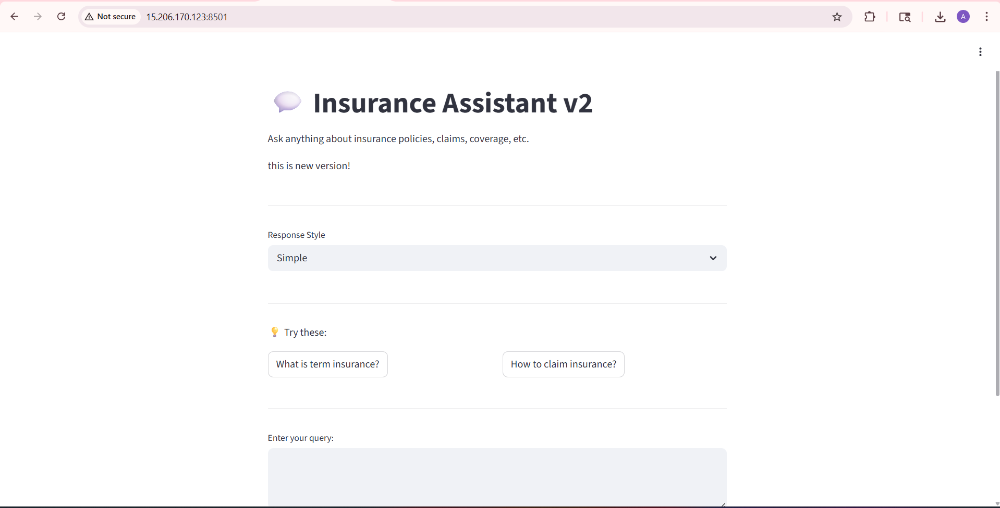 Not secure
15.206.170.123:8501
A
Insurance Assistant v2
Ask anything about insurance policies, claims, coverage, etc.
this is new version!
Response Style
Simple
Try these:
What is term insurance?
How to claim insurance?
Enter your query: